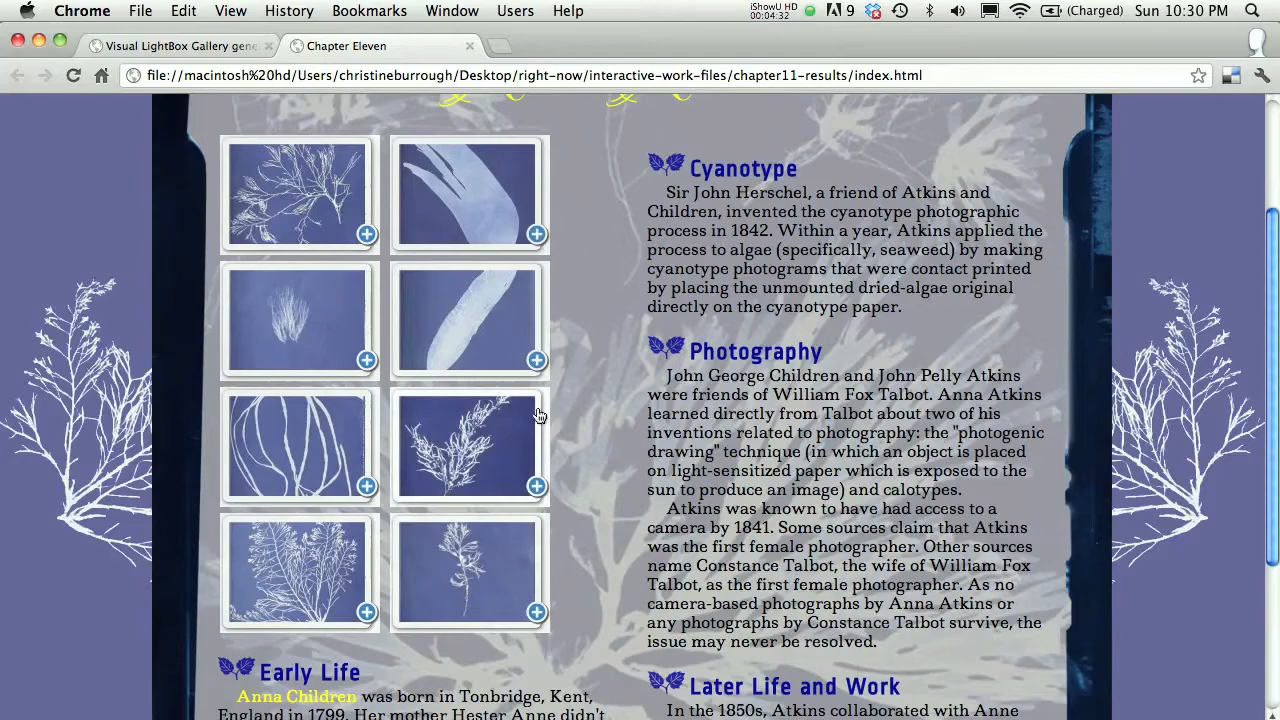 Chrome File Edit View History Bookmarks Window Users Help
iShowU HD
00:04:32
9
(Charged)
Sun 10:30 PM
Visual LightBox Gallery gene
Chapter Eleven
file://macintosh%20hd/Users/christineburrough/Desktop/right-now/interactive-work-files/chapter11-results/index.html
Cyanotype
Sir John Herschel, a friend of Atkins and
Children, invented the cyanotype photographic
process in 1842. Within a year, Atkins applied the
process to algae (specifically, seaweed) by making
cyanotype photograms that were contact printed
by placing the unmounted dried-algae original
directly on the cyanotype paper.
Photography
John George Children and John Pelly Atkins
were friends of William Fox Talbot. Anna Atkins
learned directly from Talbot about two of his
inventions related to photography: the "photogenic
drawing" technique (in which an object is placed
on light-sensitized paper which is exposed to the
sun to produce an image) and calotypes.
Atkins was known to have had access to a
camera by 1841. Some sources claim that Atkins
was the first female photographer. Other sources
name Constance Talbot, the wife of William Fox
Talbot, as the first female photographer. As no
camera-based photographs by Anna Atkins or
any photographs by Constance Talbot survive, the
issue may never be resolved.
Early Life
Anna Children was born in Tonbridge, Kent,
England in 1799. Her mother Hester Anne didn't
Later Life and Work
In the 1850s, Atkins collaborated with Anne